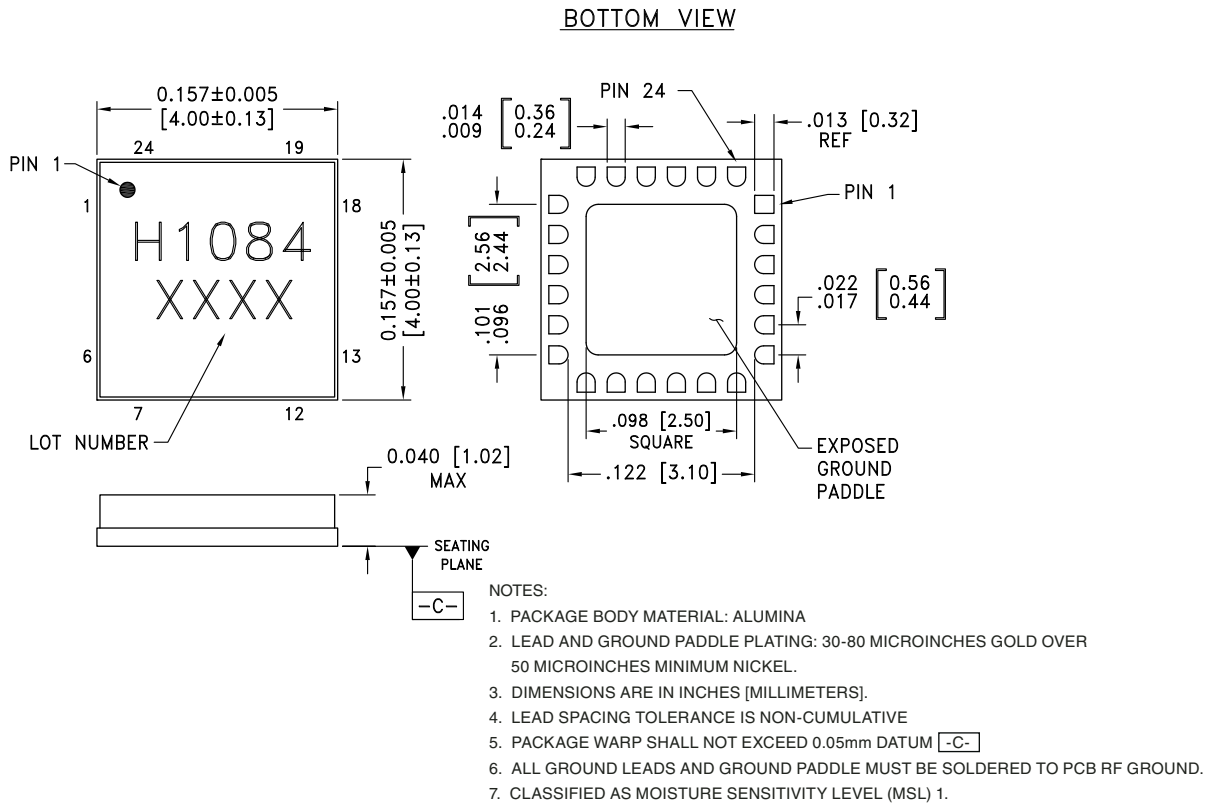 BOTTOM VIEW
0.157±0.005
[4.00±0.13]
PIN 1
24
19
1
18
H1084
XXXX
6
13
7
12
LOT NUMBER
0.157±0.005
[4.00±0.13]
PIN 24
.014 [0.36]
.009 [0.24]
.013 [0.32]
REF
PIN 1
[2.56]
[2.44]
.101
.096
.022 [0.56]
.017 [0.44]
.098 [2.50]
SQUARE
.122 [3.10]
EXPOSED
GROUND
PADDLE
0.040 [1.02]
MAX
SEATING
PLANE
-C-
NOTES:
1. PACKAGE BODY MATERIAL: ALUMINA
2. LEAD AND GROUND PADDLE PLATING: 30-80 MICROINCHES GOLD OVER
50 MICROINCHES MINIMUM NICKEL.
3. DIMENSIONS ARE IN INCHES [MILLIMETERS].
4. LEAD SPACING TOLERANCE IS NON-CUMULATIVE
5. PACKAGE WARP SHALL NOT EXCEED 0.05mm DATUM -C-
6. ALL GROUND LEADS AND GROUND PADDLE MUST BE SOLDERED TO PCB RF GROUND.
7. CLASSIFIED AS MOISTURE SENSITIVITY LEVEL (MSL) 1.